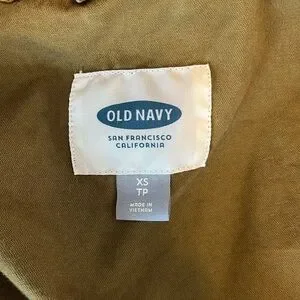 OLD NAVY
SAN FRANCISCO
CALIFORNIA
XS
TP
MADE IN
VIETNAM